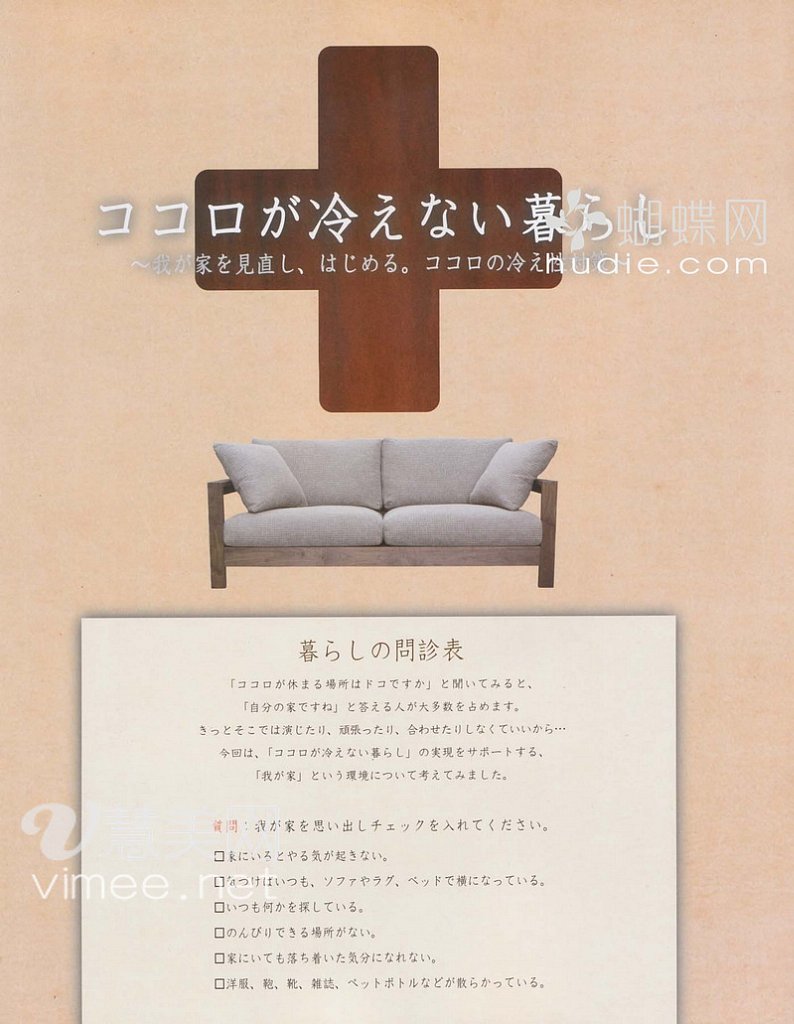 ココロが冷えない暮らし
～我が家を見直し、はじめる。ココロの冷え性対策～
蝴蝶网
hudie.com
暮らしの問診表
「ココロが休まる場所はドコですか」と聞いてみると、
「自分の家ですね」と答える人が大多数を占めます。
きっとそこでは演じたり、頑張ったり、合わせたりしなくていいから…
今回は、「ココロが冷えない暮らし」の実現をサポートする、
「我が家」という環境について考えてみました。
慧美网
vimee.net
質問：我が家を思い出しチェックを入れてください。
□家にいるとやる気が起きない。
□気づけばいつも、ソファやラグ、ベッドで横になっている。
□いつも何かを探している。
□のんびりできる場所がない。
□家にいても落ち着いた気分になれない。
□洋服、鞄、靴、雑誌、ペットボトルなどが散らかっている。